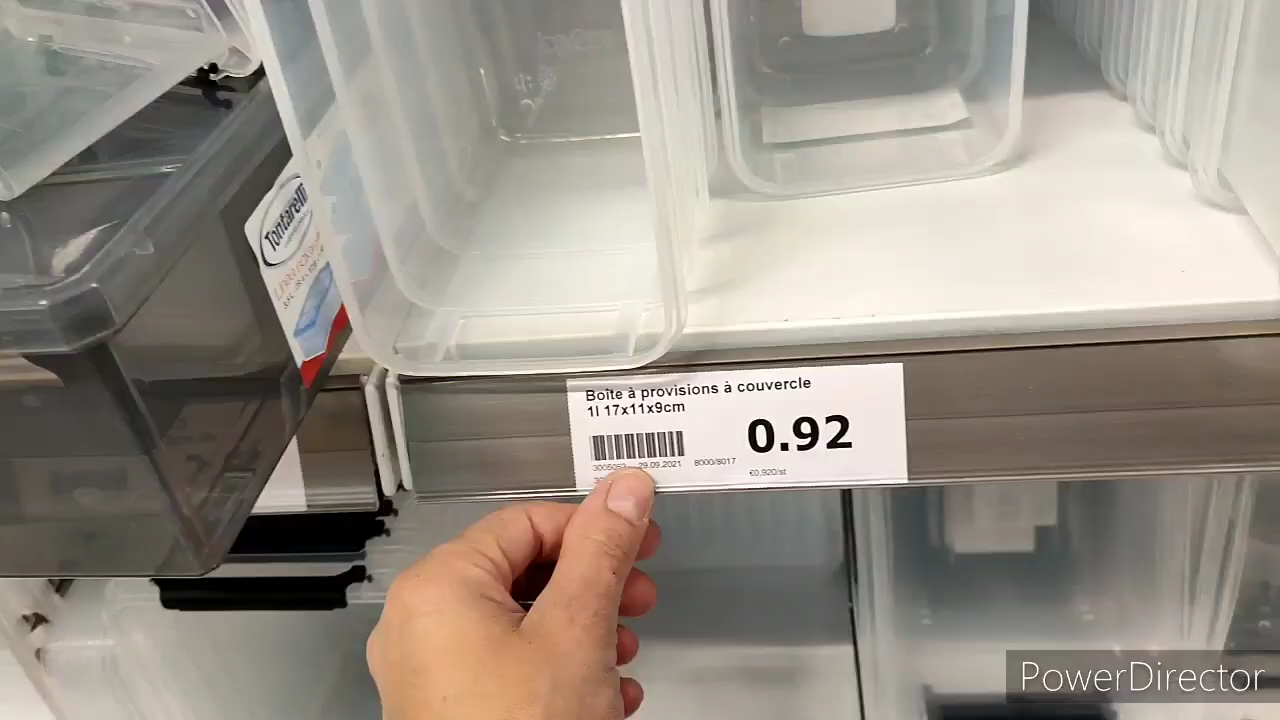 Tontarelli
Boîte à provisions à couvercle
1l 17x11x9cm
0.92
29.09.2021
8000/8017
€0,920/st
PowerDirector